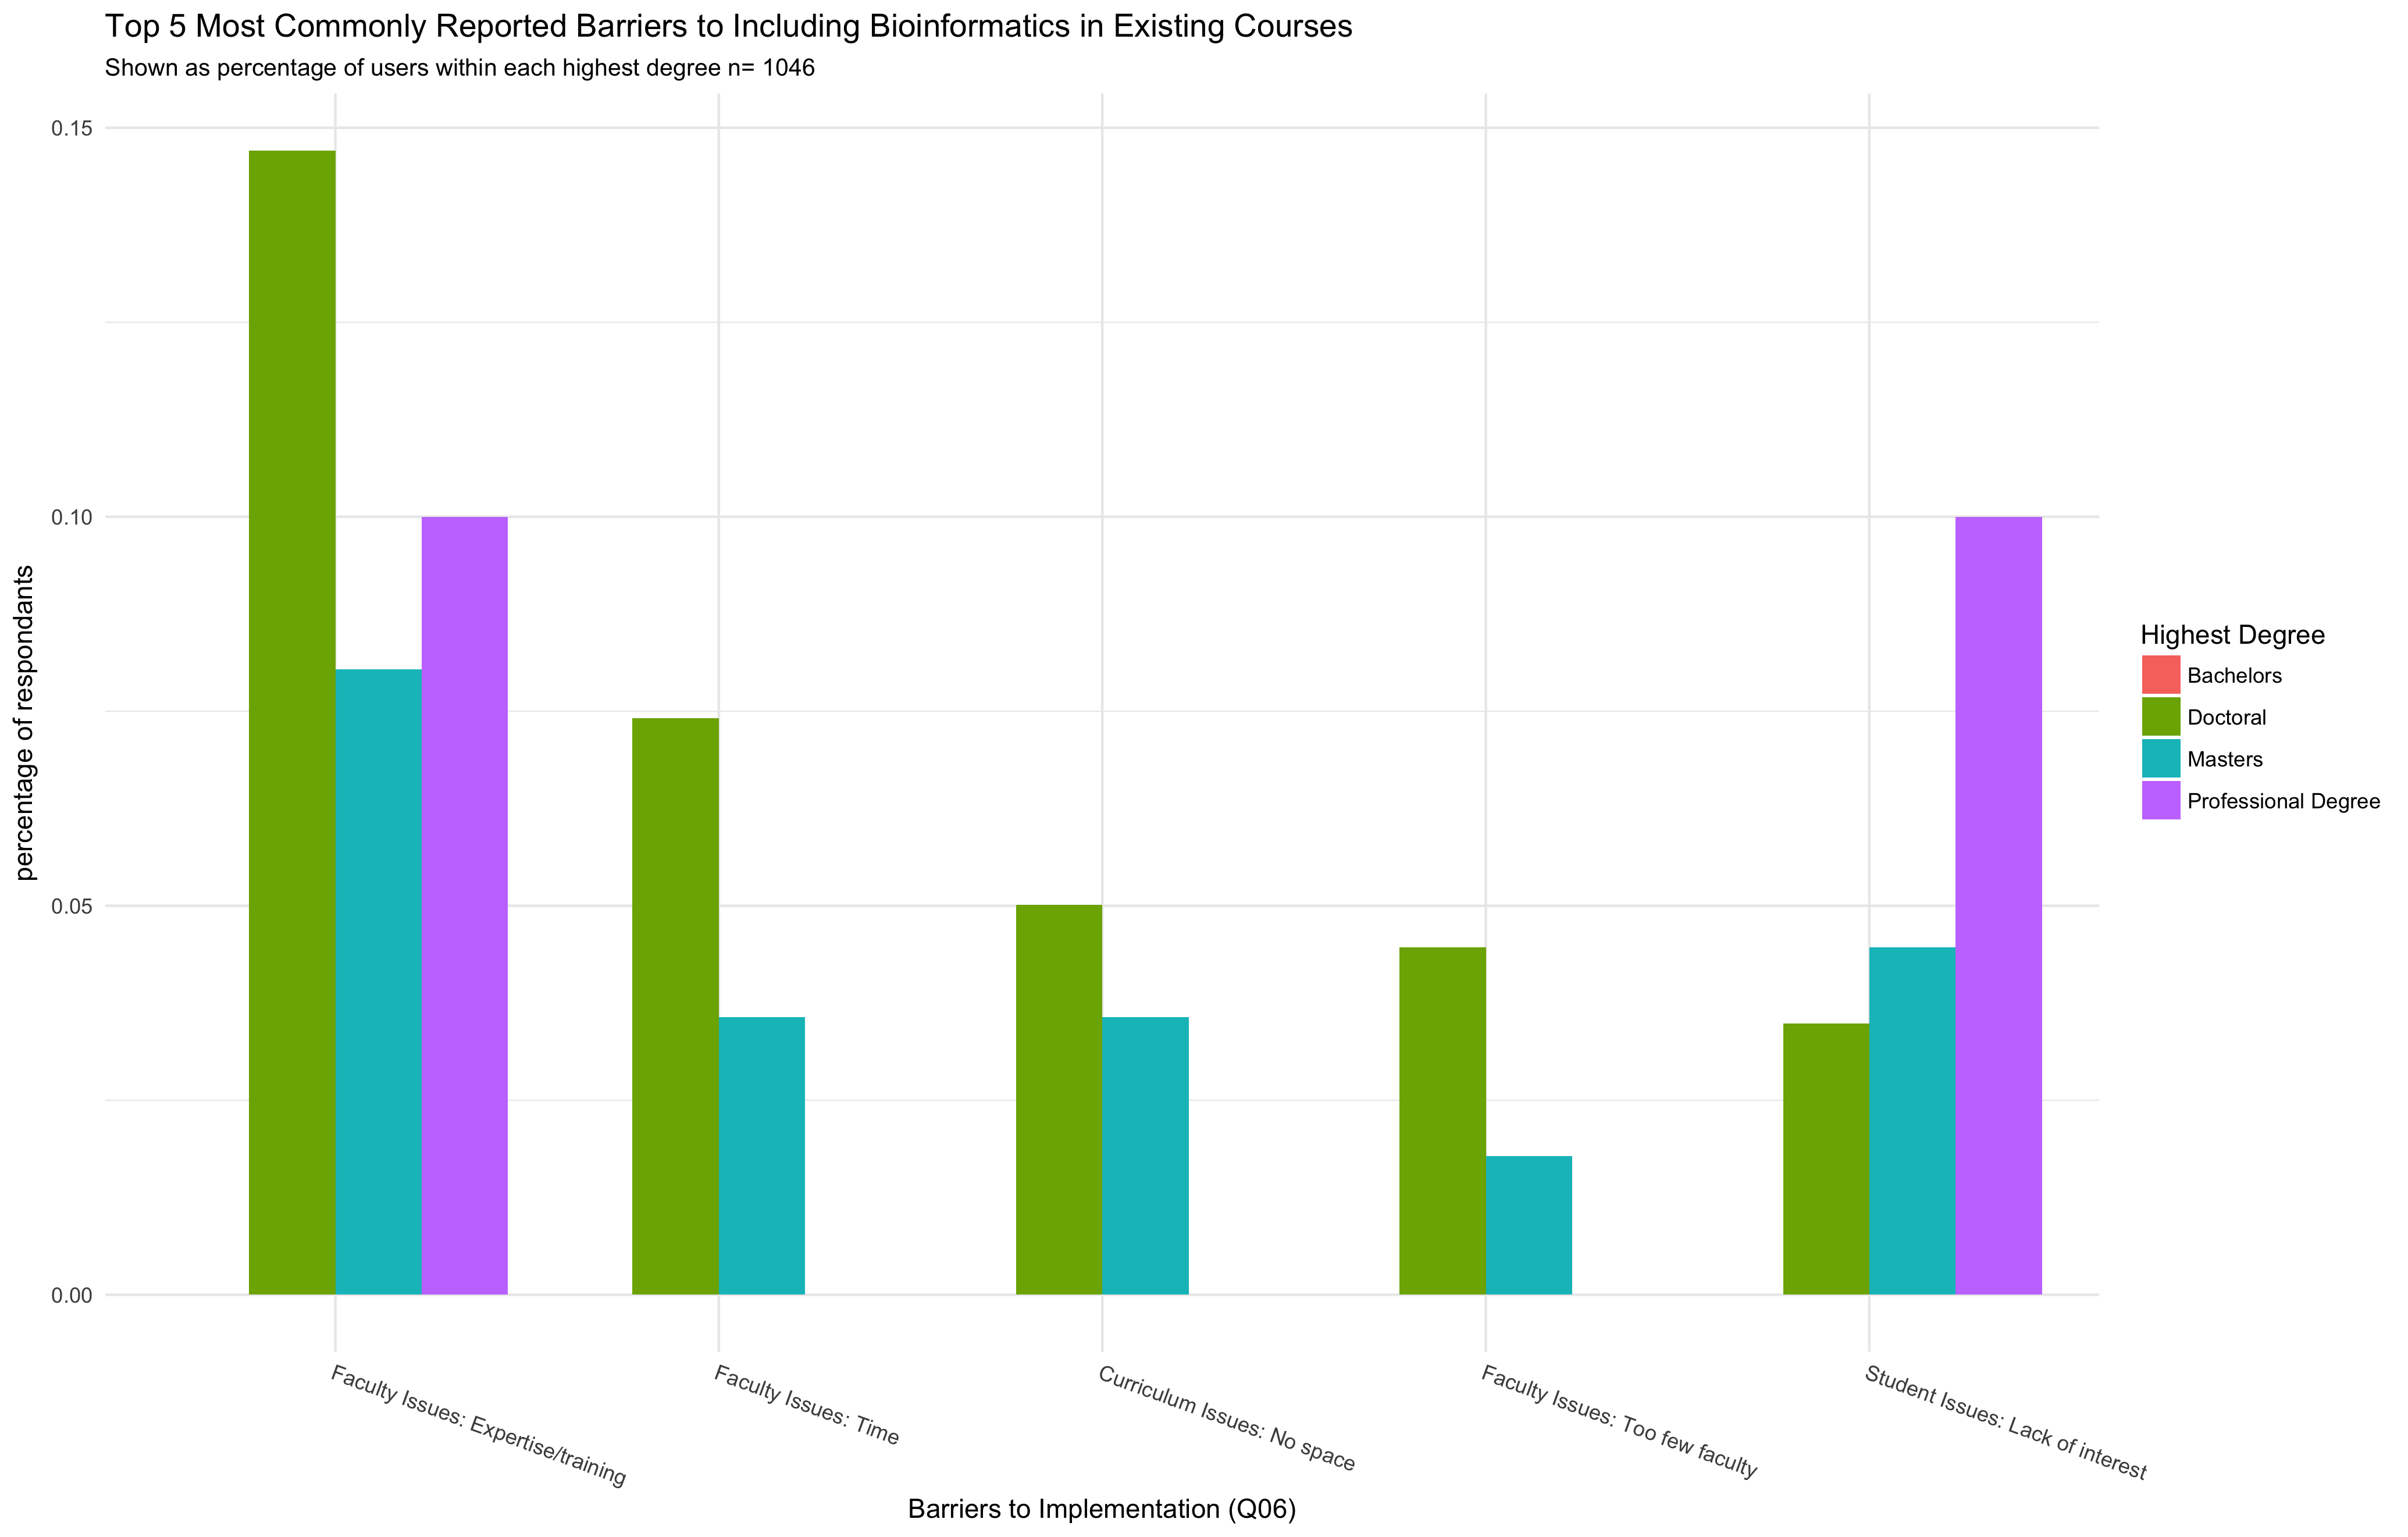 Top 5 Most Commonly Reported Barriers to Including Bioinformatics in Existing Courses
Shown as percentage of users within each highest degree n= 1046
percentage of respondants
0.15
0.10
0.05
0.00
Faculty Issues: Expertise/training
Faculty Issues: Time
Curriculum Issues: No space
Faculty Issues: Too few faculty
Student Issues: Lack of interest
Barriers to Implementation (Q06)
Highest Degree
Bachelors
Doctoral
Masters
Professional Degree